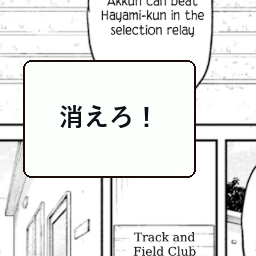 Akkun can beat
Hayami-kun in the
selection relay
消えろ！
Track and
Field Club